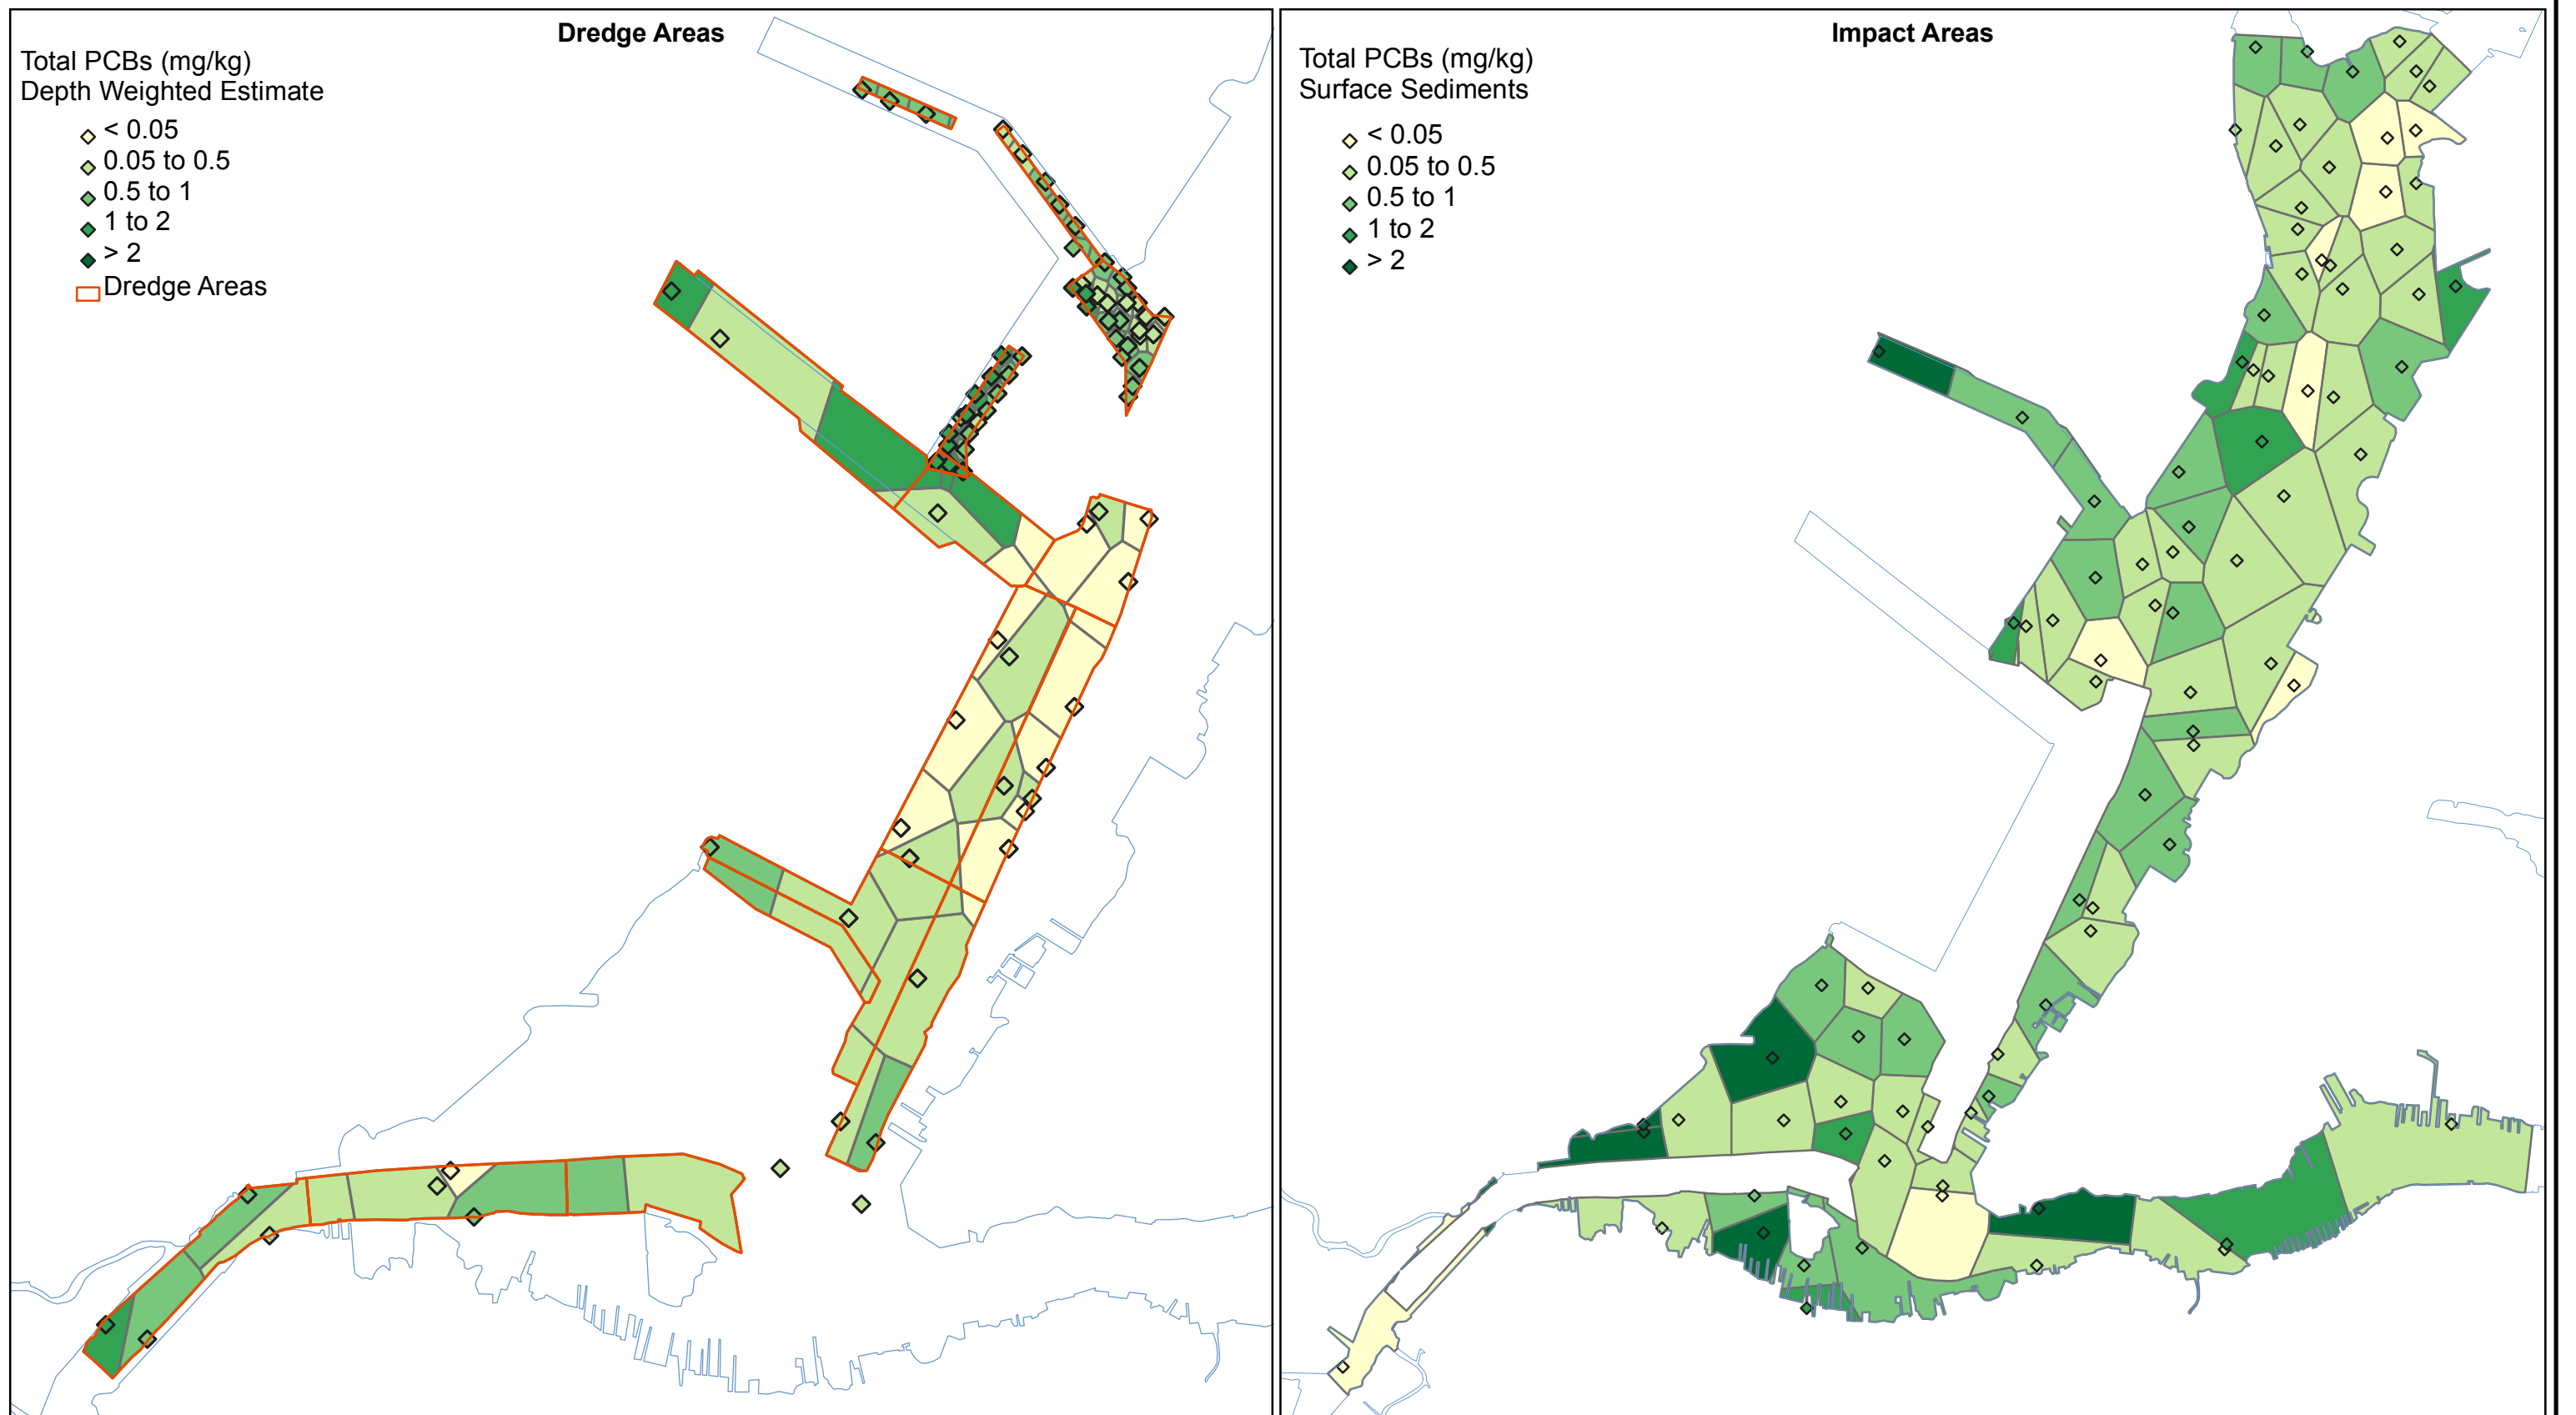 Dredge Areas
Total PCBs (mg/kg)
Depth Weighted Estimate
< 0.05
0.05 to 0.5
0.5 to 1
1 to 2
> 2
Dredge Areas
Impact Areas
Total PCBs (mg/kg)
Surface Sediments
< 0.05
0.05 to 0.5
0.5 to 1
1 to 2
> 2